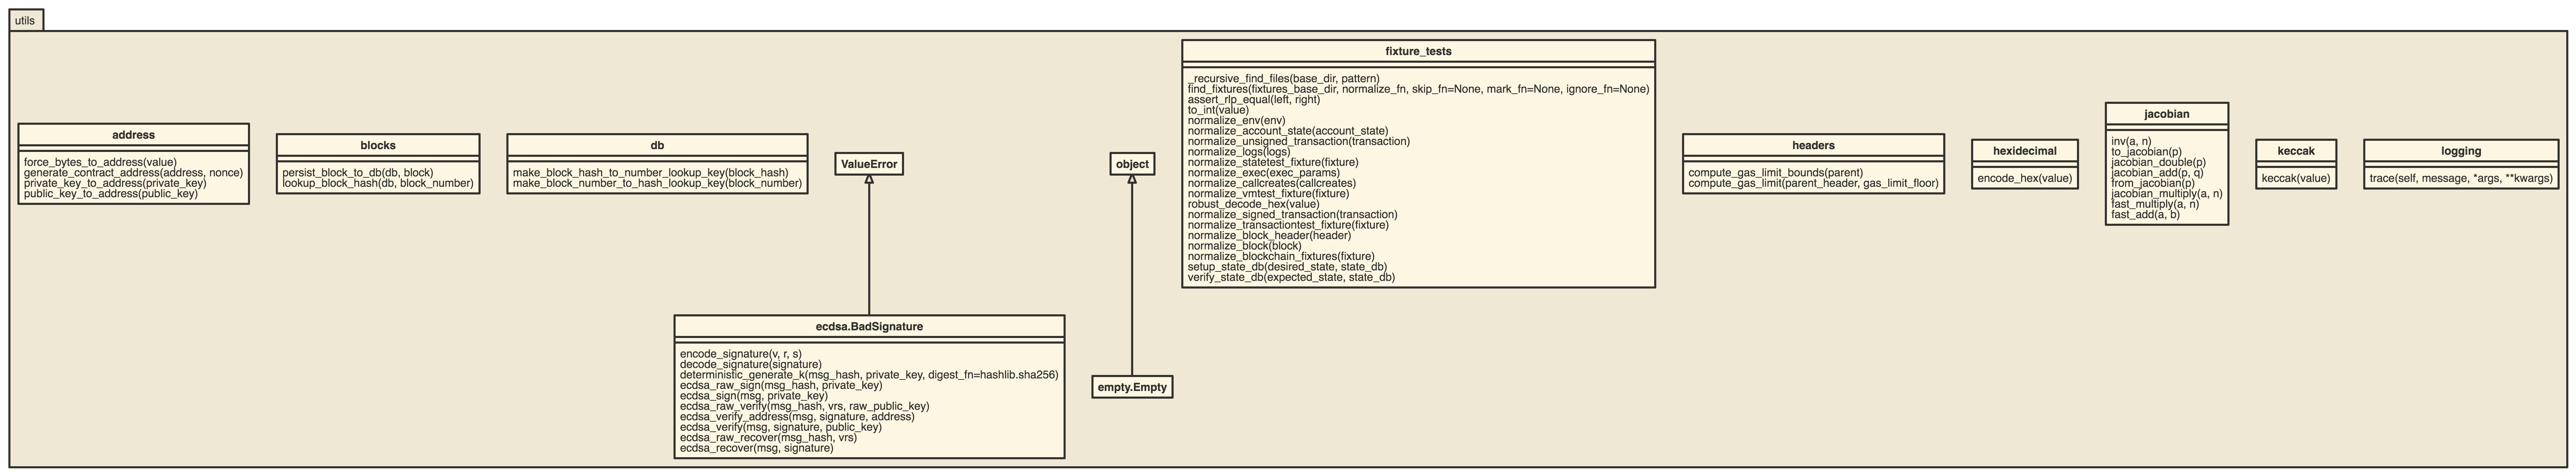 utils
address
force_bytes_to_address(value)
generate_contract_address(address, nonce)
private_key_to_address(private_key)
public_key_to_address(public_key)
blocks
persist_block_to_db(db, block)
lookup_block_hash(db, block_number)
db
make_block_hash_to_number_lookup_key(block_hash)
make_block_number_to_hash_lookup_key(block_number)
ValueError
ecdsa.BadSignature
encode_signature(v, r, s)
decode_signature(signature)
deterministic_generate_k(msg_hash, private_key, digest_fn=hashlib.sha256)
ecdsa_raw_sign(msg_hash, private_key)
ecdsa_sign(msg, private_key)
ecdsa_raw_verify(msg_hash, vrs, raw_public_key)
ecdsa_verify_address(msg, signature, address)
ecdsa_verify(msg, signature, public_key)
ecdsa_raw_recover(msg_hash, vrs)
ecdsa_recover(msg, signature)
object
empty.Empty
fixture_tests
_recursive_find_files(base_dir, pattern)
find_fixtures(fixtures_base_dir, normalize_fn, skip_fn=None, mark_fn=None, ignore_fn=None)
assert_rlp_equal(left, right)
to_int(value)
normalize_env(env)
normalize_account_state(account_state)
normalize_unsigned_transaction(transaction)
normalize_logs(logs)
normalize_statetest_fixture(fixture)
normalize_exec(exec_params)
normalize_callcreates(callcreates)
normalize_vmtest_fixture(fixture)
robust_decode_hex(value)
normalize_signed_transaction(transaction)
normalize_transactiontest_fixture(fixture)
normalize_block_header(header)
normalize_block(block)
normalize_blockchain_fixtures(fixture)
setup_state_db(desired_state, state_db)
verify_state_db(expected_state, state_db)
headers
compute_gas_limit_bounds(parent)
compute_gas_limit(parent_header, gas_limit_floor)
hexidecimal
encode_hex(value)
jacobian
inv(a, n)
to_jacobian(p)
jacobian_double(p)
jacobian_add(p, q)
from_jacobian(p)
jacobian_multiply(a, n)
fast_multiply(a, n)
fast_add(a, b)
keccak
keccak(value)
logging
trace(self, message, *args, **kwargs)